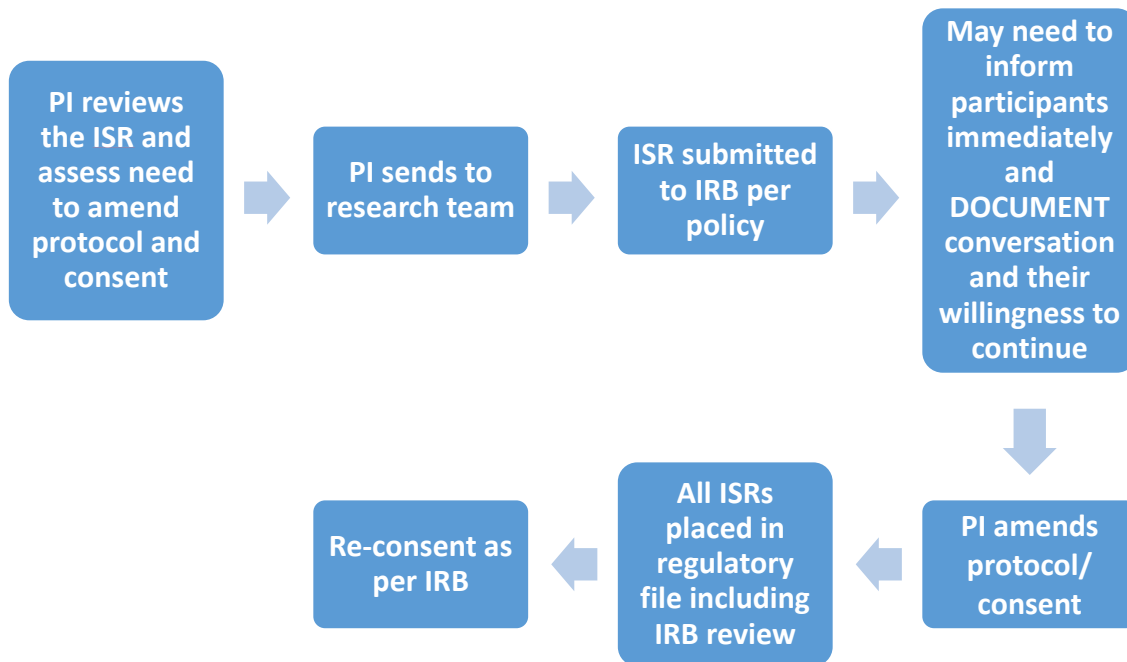 PI reviews
the ISR and
assess need
to amend
protocol and
consent
PI sends to
research team
ISR submitted
to IRB per
policy
May need to
inform
participants
immediately
and
DOCUMENT
conversation
and their
willingness to
continue
PI amends
protocol/
consent
All ISRs
placed in
regulatory
file including
IRB review
Re-consent as
per IRB